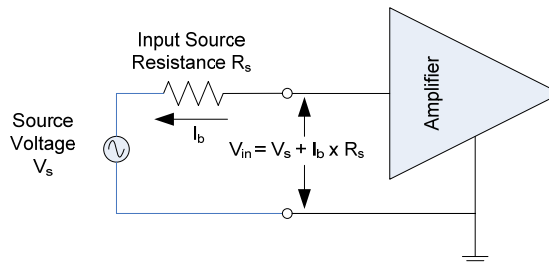 Input Source
Resistance Rs
Ib
Source
Voltage
Vs
Vin = Vs + Ib x Rs
Amplifier